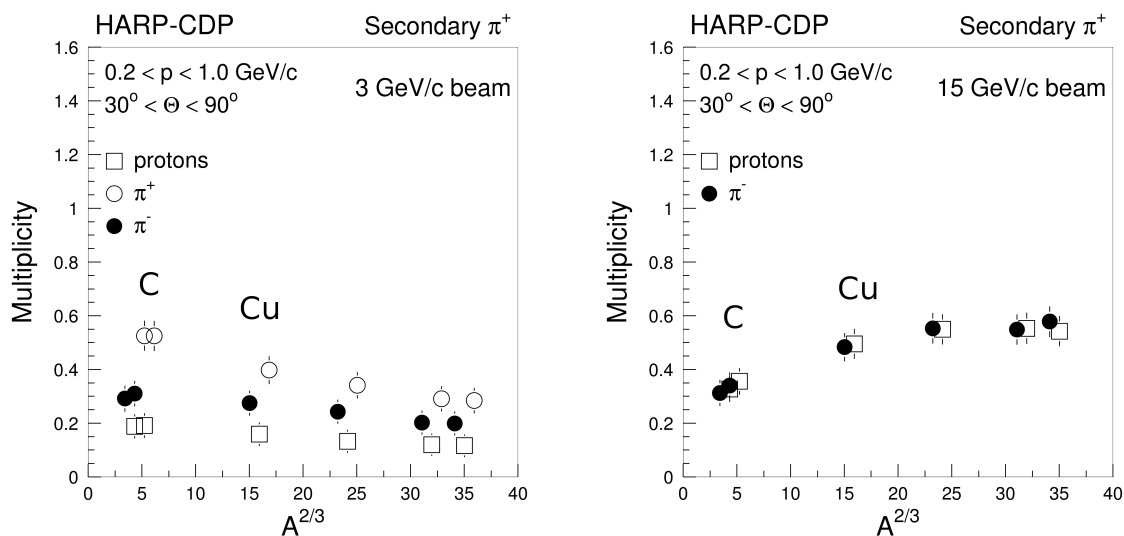 HARP-CDP Secondary π⁺
0.2 < p < 1.0 GeV/c
3 GeV/c beam
30° < Θ < 90°
protons
π⁺
π⁻
C
Cu
Multiplicity
1.6
1.4
1.2
1
0.8
0.6
0.4
0.2
0
0 5 10 15 20 25 30 35 40
A^2/3
HARP-CDP Secondary π⁺
0.2 < p < 1.0 GeV/c
15 GeV/c beam
30° < Θ < 90°
protons
π⁻
C
Cu
Multiplicity
1.6
1.4
1.2
1
0.8
0.6
0.4
0.2
0
0 5 10 15 20 25 30 35 40
A^2/3